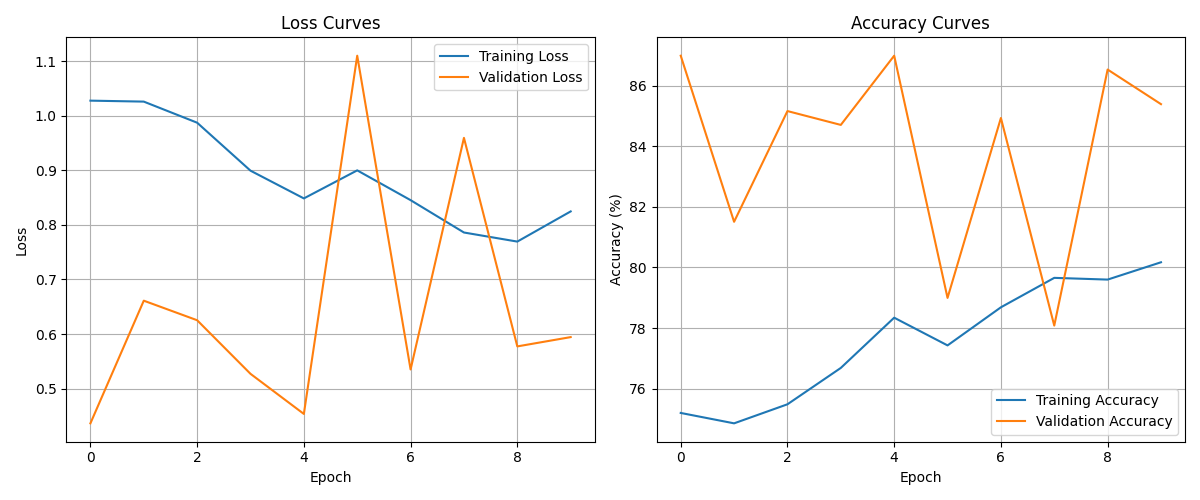 Loss Curves
Training Loss
Validation Loss
1.1
1.0
0.9
0.8
0.7
0.6
0.5
Loss
0 2 4 6 8
Epoch
Accuracy Curves
86
84
82
80
78
76
Accuracy (%)
Training Accuracy
Validation Accuracy
0 2 4 6 8
Epoch